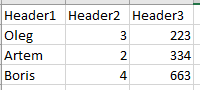 Header1 Header2 Header3
Oleg 3 223
Artem 2 334
Boris 4 663